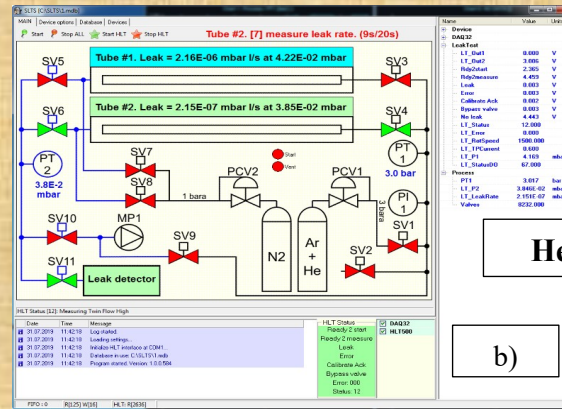 SLTS [C:\SLTS\1.mdb]
MAIN Device options Database Devices
Start Stop ALL Start HLT Stop HLT Tube #2. [7] measure leak rate. (9s/20s)
Tube #1. Leak = 2.16E-06 mbar l/s at 4.22E-02 mbar
SV5 SV3
Tube #2. Leak = 2.15E-07 mbar l/s at 3.85E-02 mbar
SV6 SV4
SV7
PT 2
3.8E-2 mbar
Start
Vent
PT 1
3.0 bar
SV8
PCV2 PCV1
1 bara
3 bara
PI 1
SV10 MP1 SV9
SV1
SV2
N2
Ar + He
SV11
Leak detector
HLT Status [12]: Measuring Twin Flow High
Date Time Message
31.07.2019 11:42:18 Log started.
31.07.2019 11:42:18 Loading settings...
31.07.2019 11:42:18 Initialize HLT interface at COM1...
31.07.2019 11:42:18 Database in use: C:\SLTS\1.mdb
31.07.2019 11:42:18 Program started. Version: 1.0.0.584
HLT Status
Ready 2 start
Ready 2 measure
Leak
Error
Calibrate Ack
Bypass valve
Error: 000
Status: 12
DAQ32
HLT560
FIFO : 0 R[125] W[16] HLT: R[2636]
Name Value Units
Device
DAQ32
LeakTest
LT_Out1 0.000 V
LT_Out2 3.806 V
Rdy2start 2.365 V
Rdy2measure 4.459 V
Leak 0.003 V
Error 0.003 V
Calibrate Ack 0.002 V
Bypass valve 0.003 V
No leak 4.443 V
LT_Status 12.000
LT_Error 0.000
LT_RotSpeed 1500.000
LT_TPCurrent 0.600
LT_P1 4.169 mba
LT_StatusDO 67.000
Process
PT1 3.017 bar
LT_P2 3.846E-02 mba
LT_LeakRate 2.151E-07 mba
Valves 8232.000
He
b)